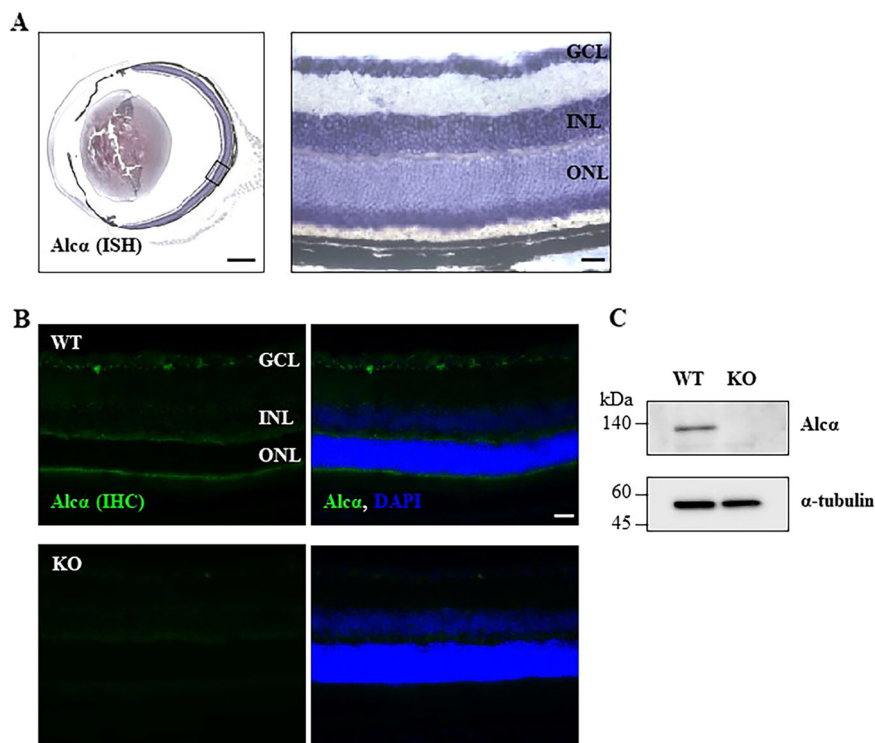 A
GCL
INL
ONL
Alcα (ISH)
B
WT
GCL
INL
ONL
Alcα (IHC)
Alcα, DAPI
KO
C
WT KO
kDa
140
Alcα
60
45
α-tubulin